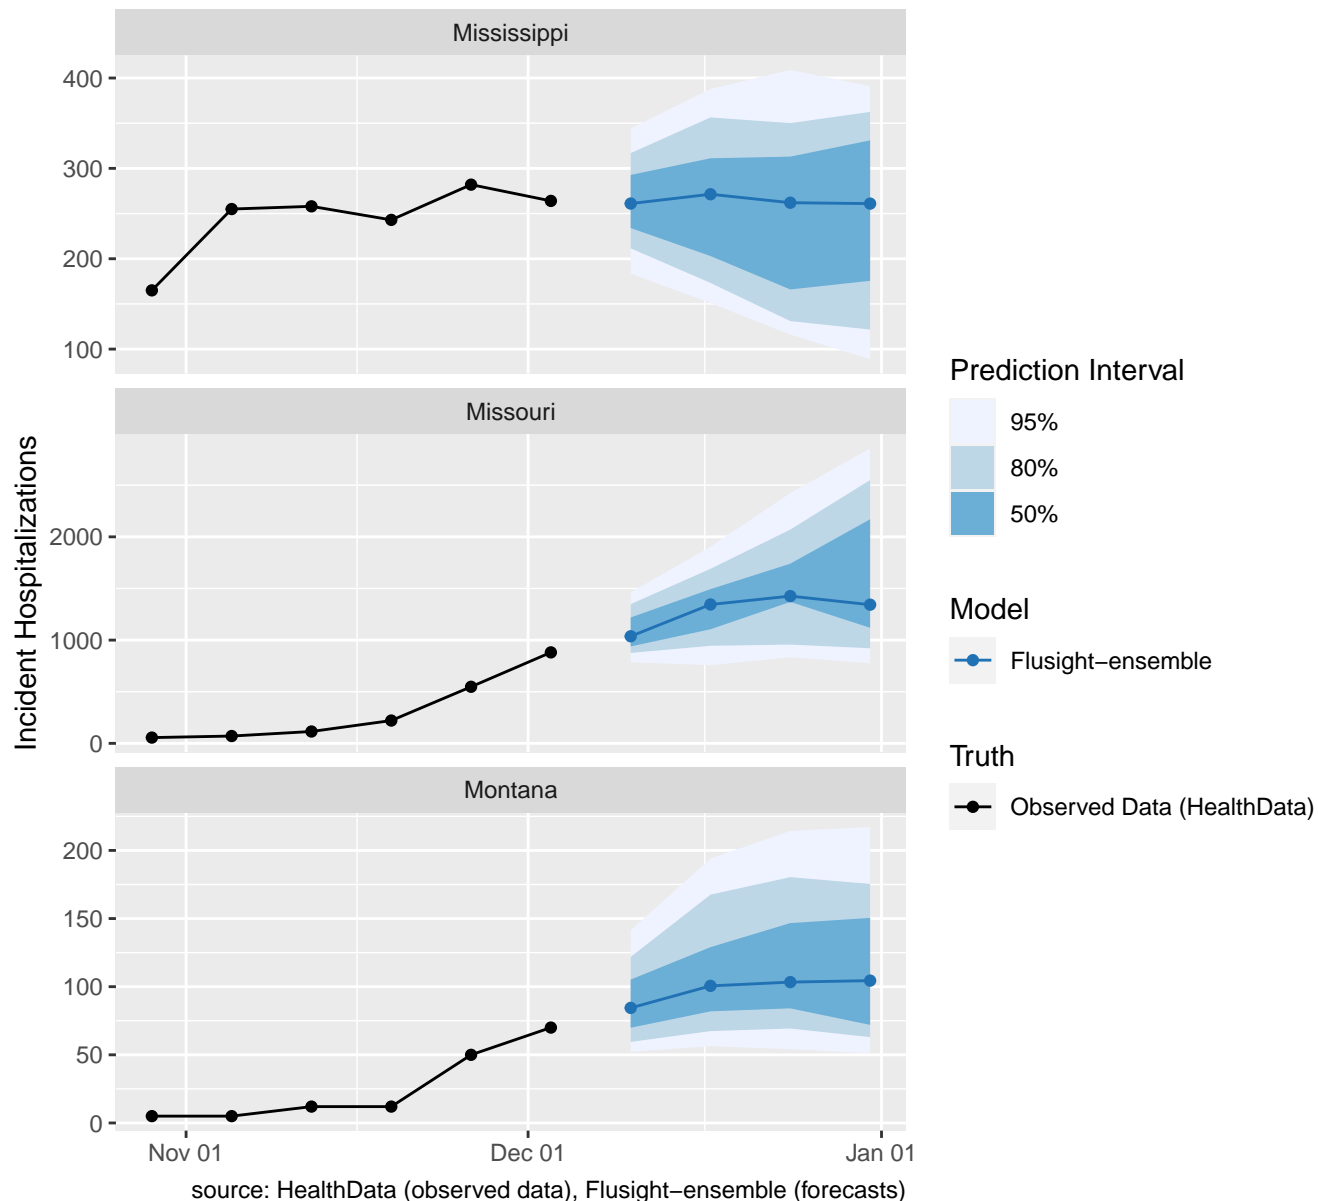 Mississippi
400
300
200
100
Missouri
2000
1000
0
Montana
200
150
100
50
0
Incident Hospitalizations
Nov 01
Dec 01
Jan 01
source: HealthData (observed data), Flusight−ensemble (forecasts)
Prediction Interval
95%
80%
50%
Model
Flusight−ensemble
Truth
Observed Data (HealthData)